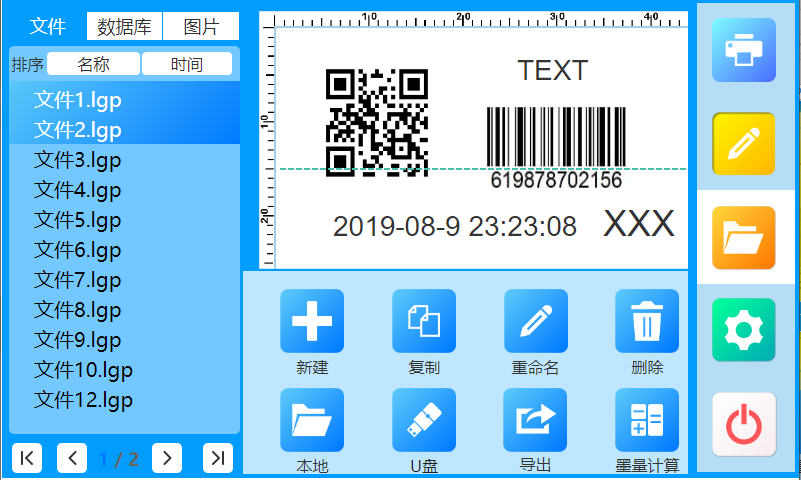 文件 数据库 图片
排序 名称 时间
文件1.lgp
文件2.lgp
文件3.lgp
文件4.lgp
文件5.lgp
文件6.lgp
文件7.lgp
文件8.lgp
文件9.lgp
文件10.lgp
文件12.lgp
1 / 2
10 20 30 40
10
20
TEXT
619878702156
2019-08-9 23:23:08 XXX
新建 复制 重命名 删除
本地 U盘 导出 墨量计算